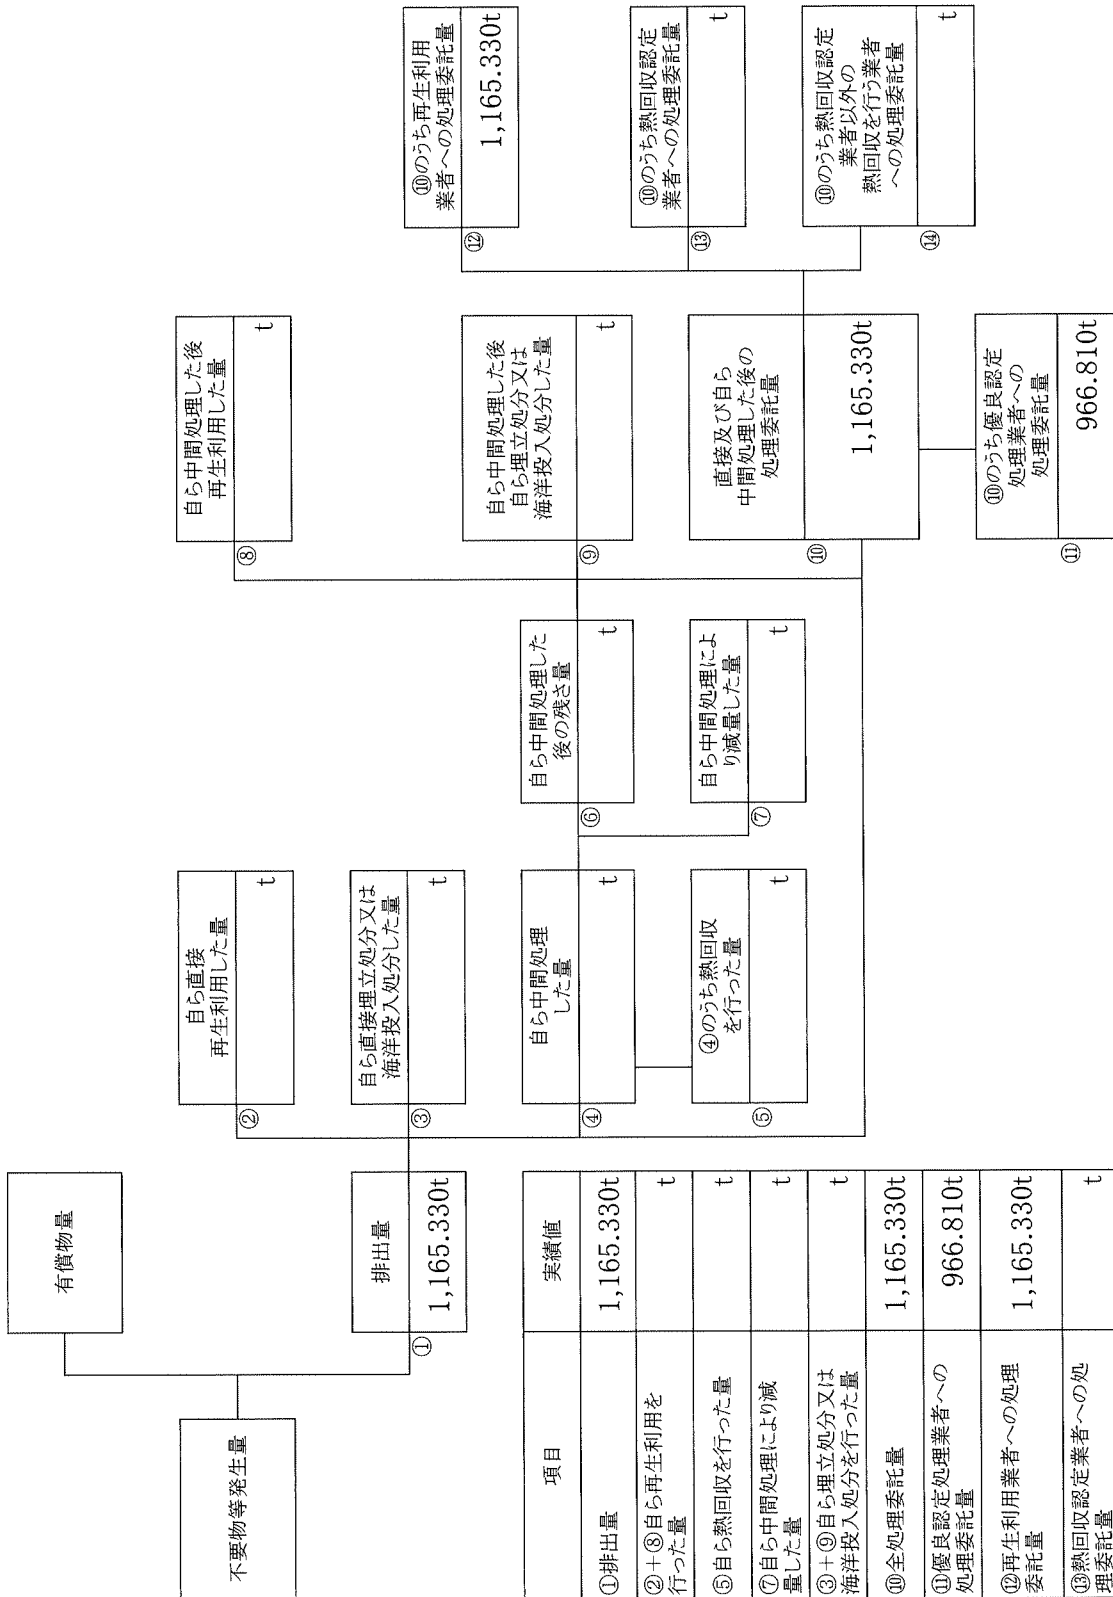 不要物等発生量
有償物量
排出量
①
1,165.330t
自ら直接
再生利用した量
②
t
自ら直接埋立処分又は
海洋投入処分した量
③
t
自ら中間処理
した量
④
t
④のうち熱回収
を行った量
⑤
t
自ら中間処理した
後の残さ量
⑥
t
自ら中間処理によ
り減量した量
⑦
t
自ら中間処理した後
再生利用した量
⑧
t
自ら中間処理した後
自ら埋立処分又は
海洋投入処分した量
⑨
t
直接及び自ら
中間処理した後の
処理委託量
⑩
1,165.330t
⑩のうち優良認定
処理業者への
処理委託量
⑪
966.810t
⑩のうち再生利用
業者への処理委託量
⑫
1,165.330t
⑩のうち熱回収認定
業者への処理委託量
⑬
t
⑩のうち熱回収認定
業者以外の
熱回収を行う業者
への処理委託量
⑭
t
項目 実績値
①排出量 1,165.330t
②+⑧自ら再生利用を
行った量 t
⑤自ら熱回収を行った量 t
⑦自ら中間処理により減
量した量 t
③+⑨自ら埋立処分又は
海洋投入処分を行った量 t
⑩全処理委託量 1,165.330t
⑪優良認定処理業者への
処理委託量 966.810t
⑫再生利用業者への処理
委託量 1,165.330t
⑬熱回収認定業者への処
理委託量 t